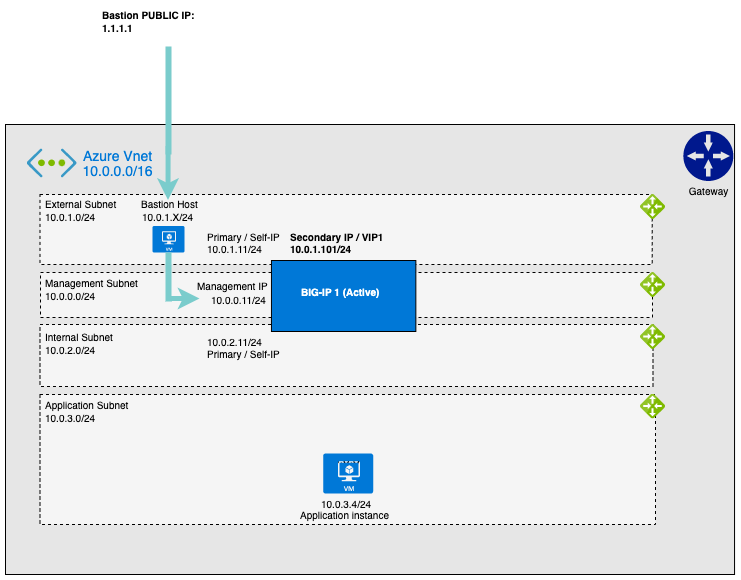 Bastion PUBLIC IP:
1.1.1.1
Azure Vnet
10.0.0.0/16
Gateway
External Subnet
10.0.1.0/24
Bastion Host
10.0.1.X/24
VM
Primary / Self-IP
10.0.1.11/24
Secondary IP / VIP1
10.0.1.101/24
Management Subnet
10.0.0.0/24
Management IP
10.0.0.11/24
BIG-IP 1 (Active)
Internal Subnet
10.0.2.0/24
10.0.2.11/24
Primary / Self-IP
Application Subnet
10.0.3.0/24
VM
10.0.3.4/24
Application instance